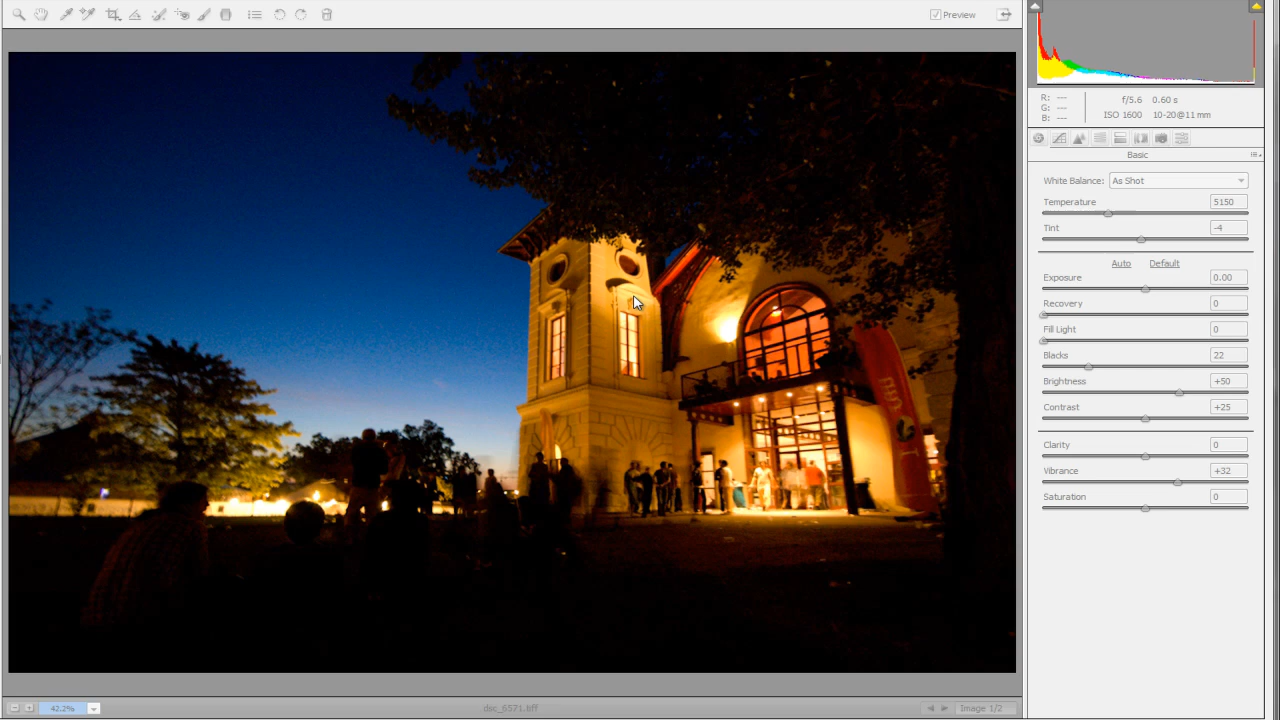 Preview
R: ---
G: ---
B: ---
f/5.6 0.60 s
ISO 1600 10-20@11 mm
Basic
White Balance: As Shot
Temperature 5150
Tint -4
Auto Default
Exposure 0.00
Recovery 0
Fill Light 0
Blacks 22
Brightness +50
Contrast +25
Clarity 0
Vibrance +32
Saturation 0
42.2% dsc_6571.tiff Image 1/2